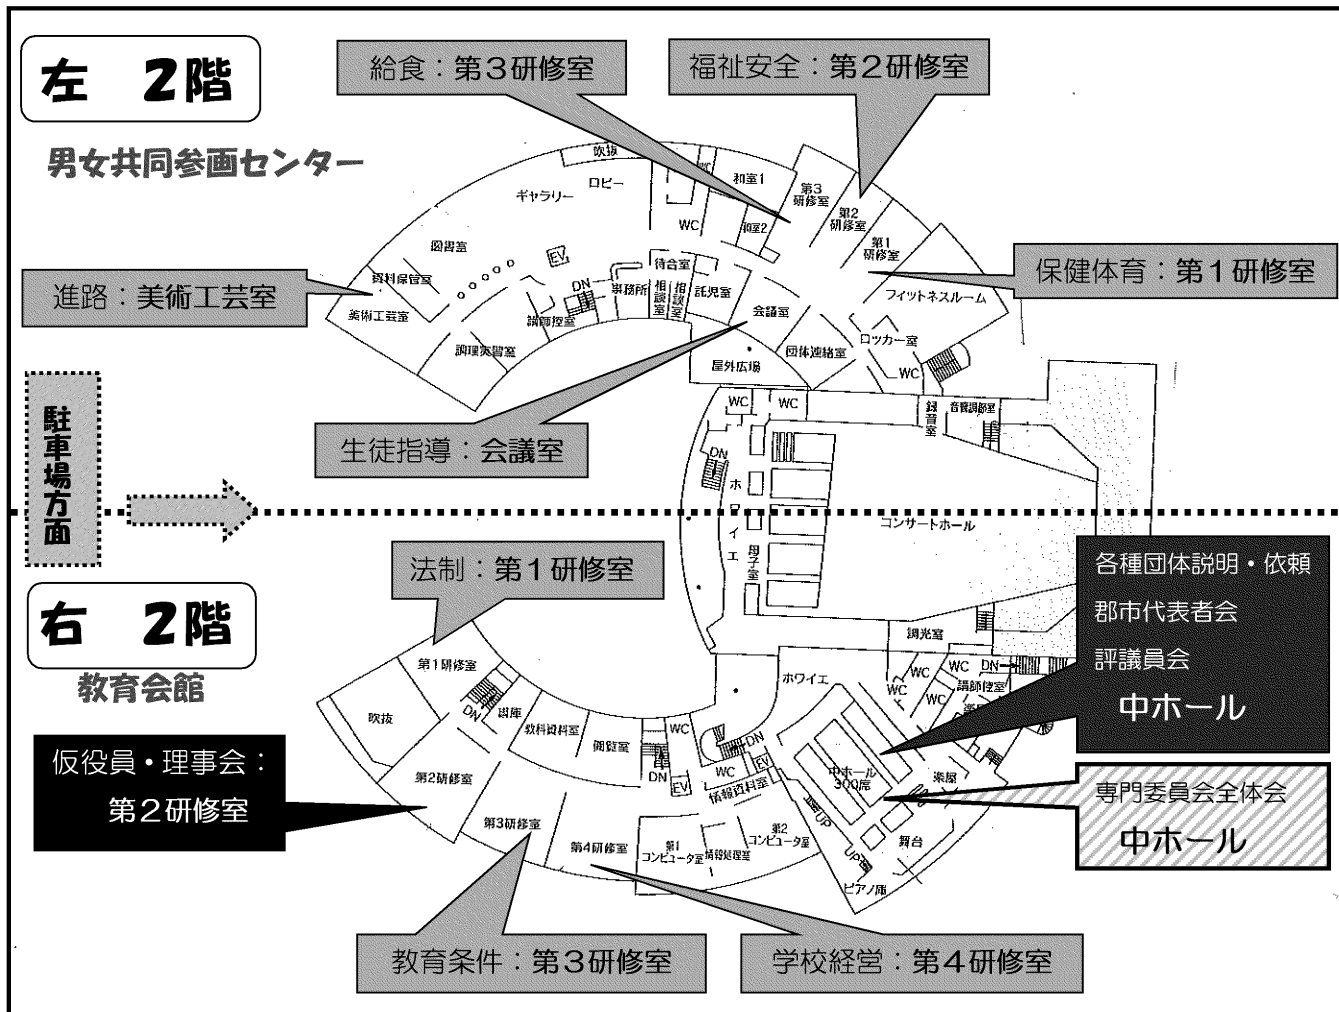 左　２階
男女共同参画センター
給食：第３研修室
福祉安全：第２研修室
進路：美術工芸室
保健体育：第１研修室
生徒指導：会議室
吹抜
ロビー
ギャラリー
図書室
資料保管室
美術工芸室
EV
DN
講師控室
調理実習室
事務所
待合室
相談室
相談室
託児室
WC
WC
和室1
和室2
第3
研修室
第2
研修室
第1
研修室
フィットネスルーム
会議室
団体連絡室
ロッカー室
WC
屋外広場
WC
WC
録音室
音響調整室
DN
ホワイエ
母子室
コンサートホール
駐車場方面
右　２階
教育会館
法制：第１研修室
仮役員・理事会：
第２研修室
教育条件：第３研修室
学校経営：第４研修室
各種団体説明・依頼
郡市代表者会
評議員会
中ホール
専門委員会全体会
中ホール
調光室
WC
WC
WC
DN
講師控室
ホワイエ
WC
第1研修室
吹抜
DN
書庫
教科資料室
第2研修室
第3研修室
第4研修室
WC
DN
EV
WC
DN
EV
情報資料室
第1
コンピュータ室
情報処理室
第2
コンピュータ室
中ホール
300席
UP
UP
楽屋
舞台
ピアノ庫